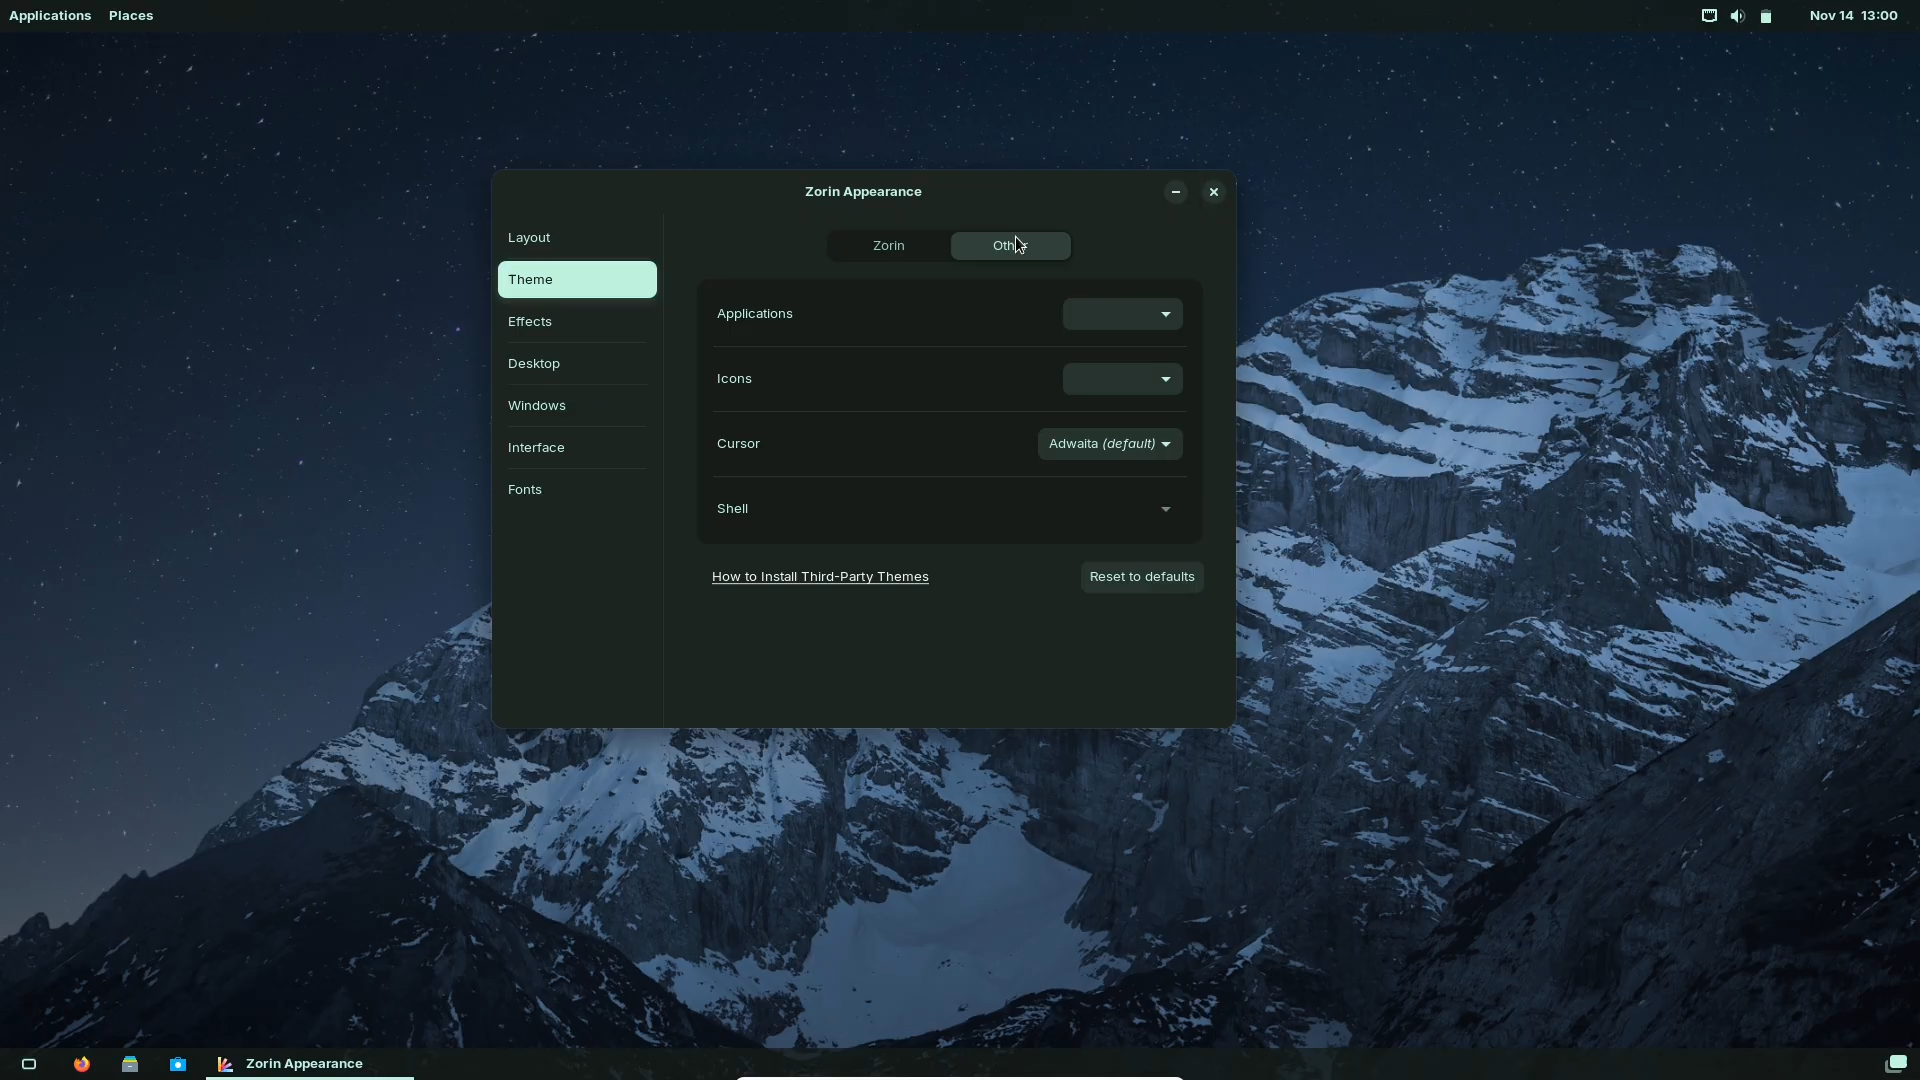 Applications Places
Nov 14 13:00
Zorin Appearance
Layout
Theme
Effects
Desktop
Windows
Interface
Fonts
Zorin
Applications
Icons
Cursor
Adwaita (default)
Shell
How to Install Third-Party Themes
Reset to defaults
Zorin Appearance